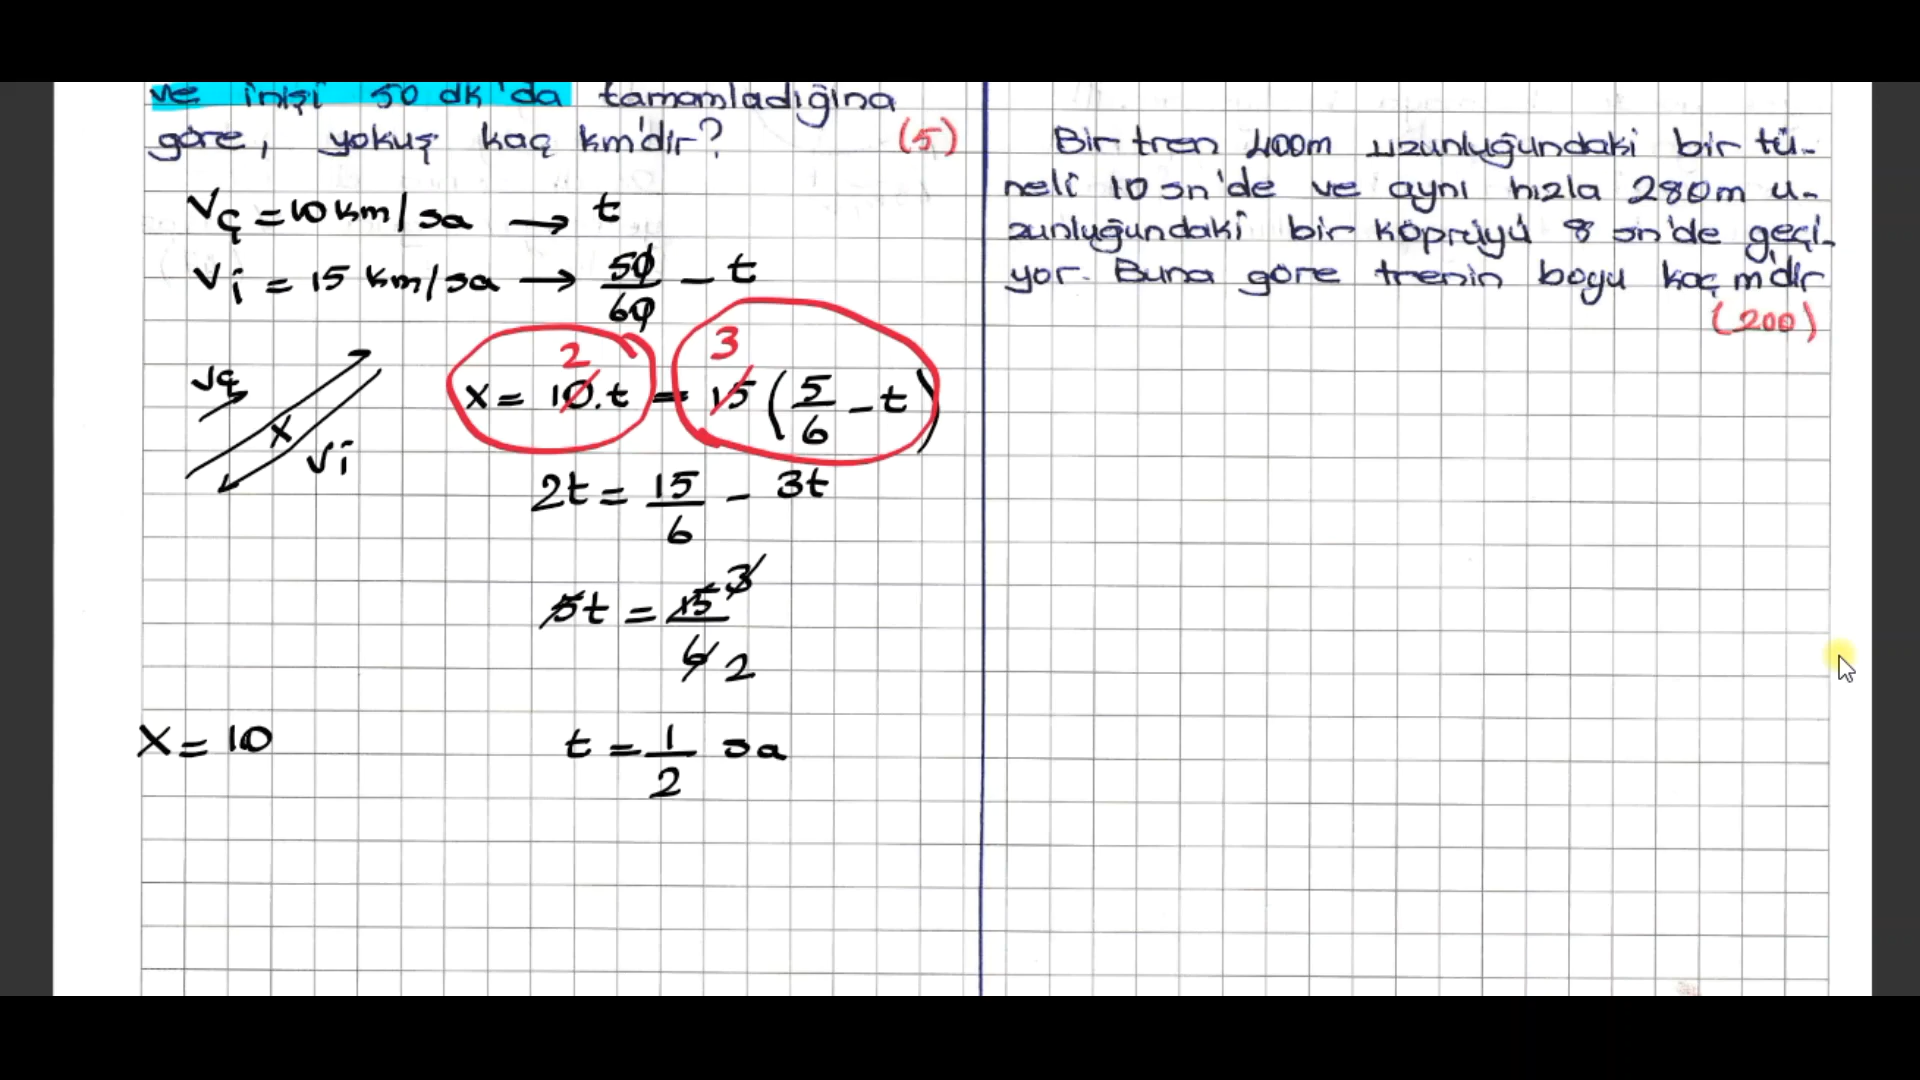 ve inişi 50 dk'da tamamladığına
göre, yokuş kaç km'dir? (5)
Vç = 10 km/sa → t
Vi = 15 km/sa → 50/60 - t
Vç
x
Vi
2 3
x = 10.t = 15 (5/6 - t)
2t = 15/6 - 3t
5t = 15/6 3 2
x = 10
t = 1/2 sa
Bir tren 400m uzunluğundaki bir tü-
neli 10 sn'de ve aynı hızla 280m u-
zunluğundaki bir köprüyü 8 sn'de geçi-
yor. Buna göre trenin boyu kaç m'dir
(200)